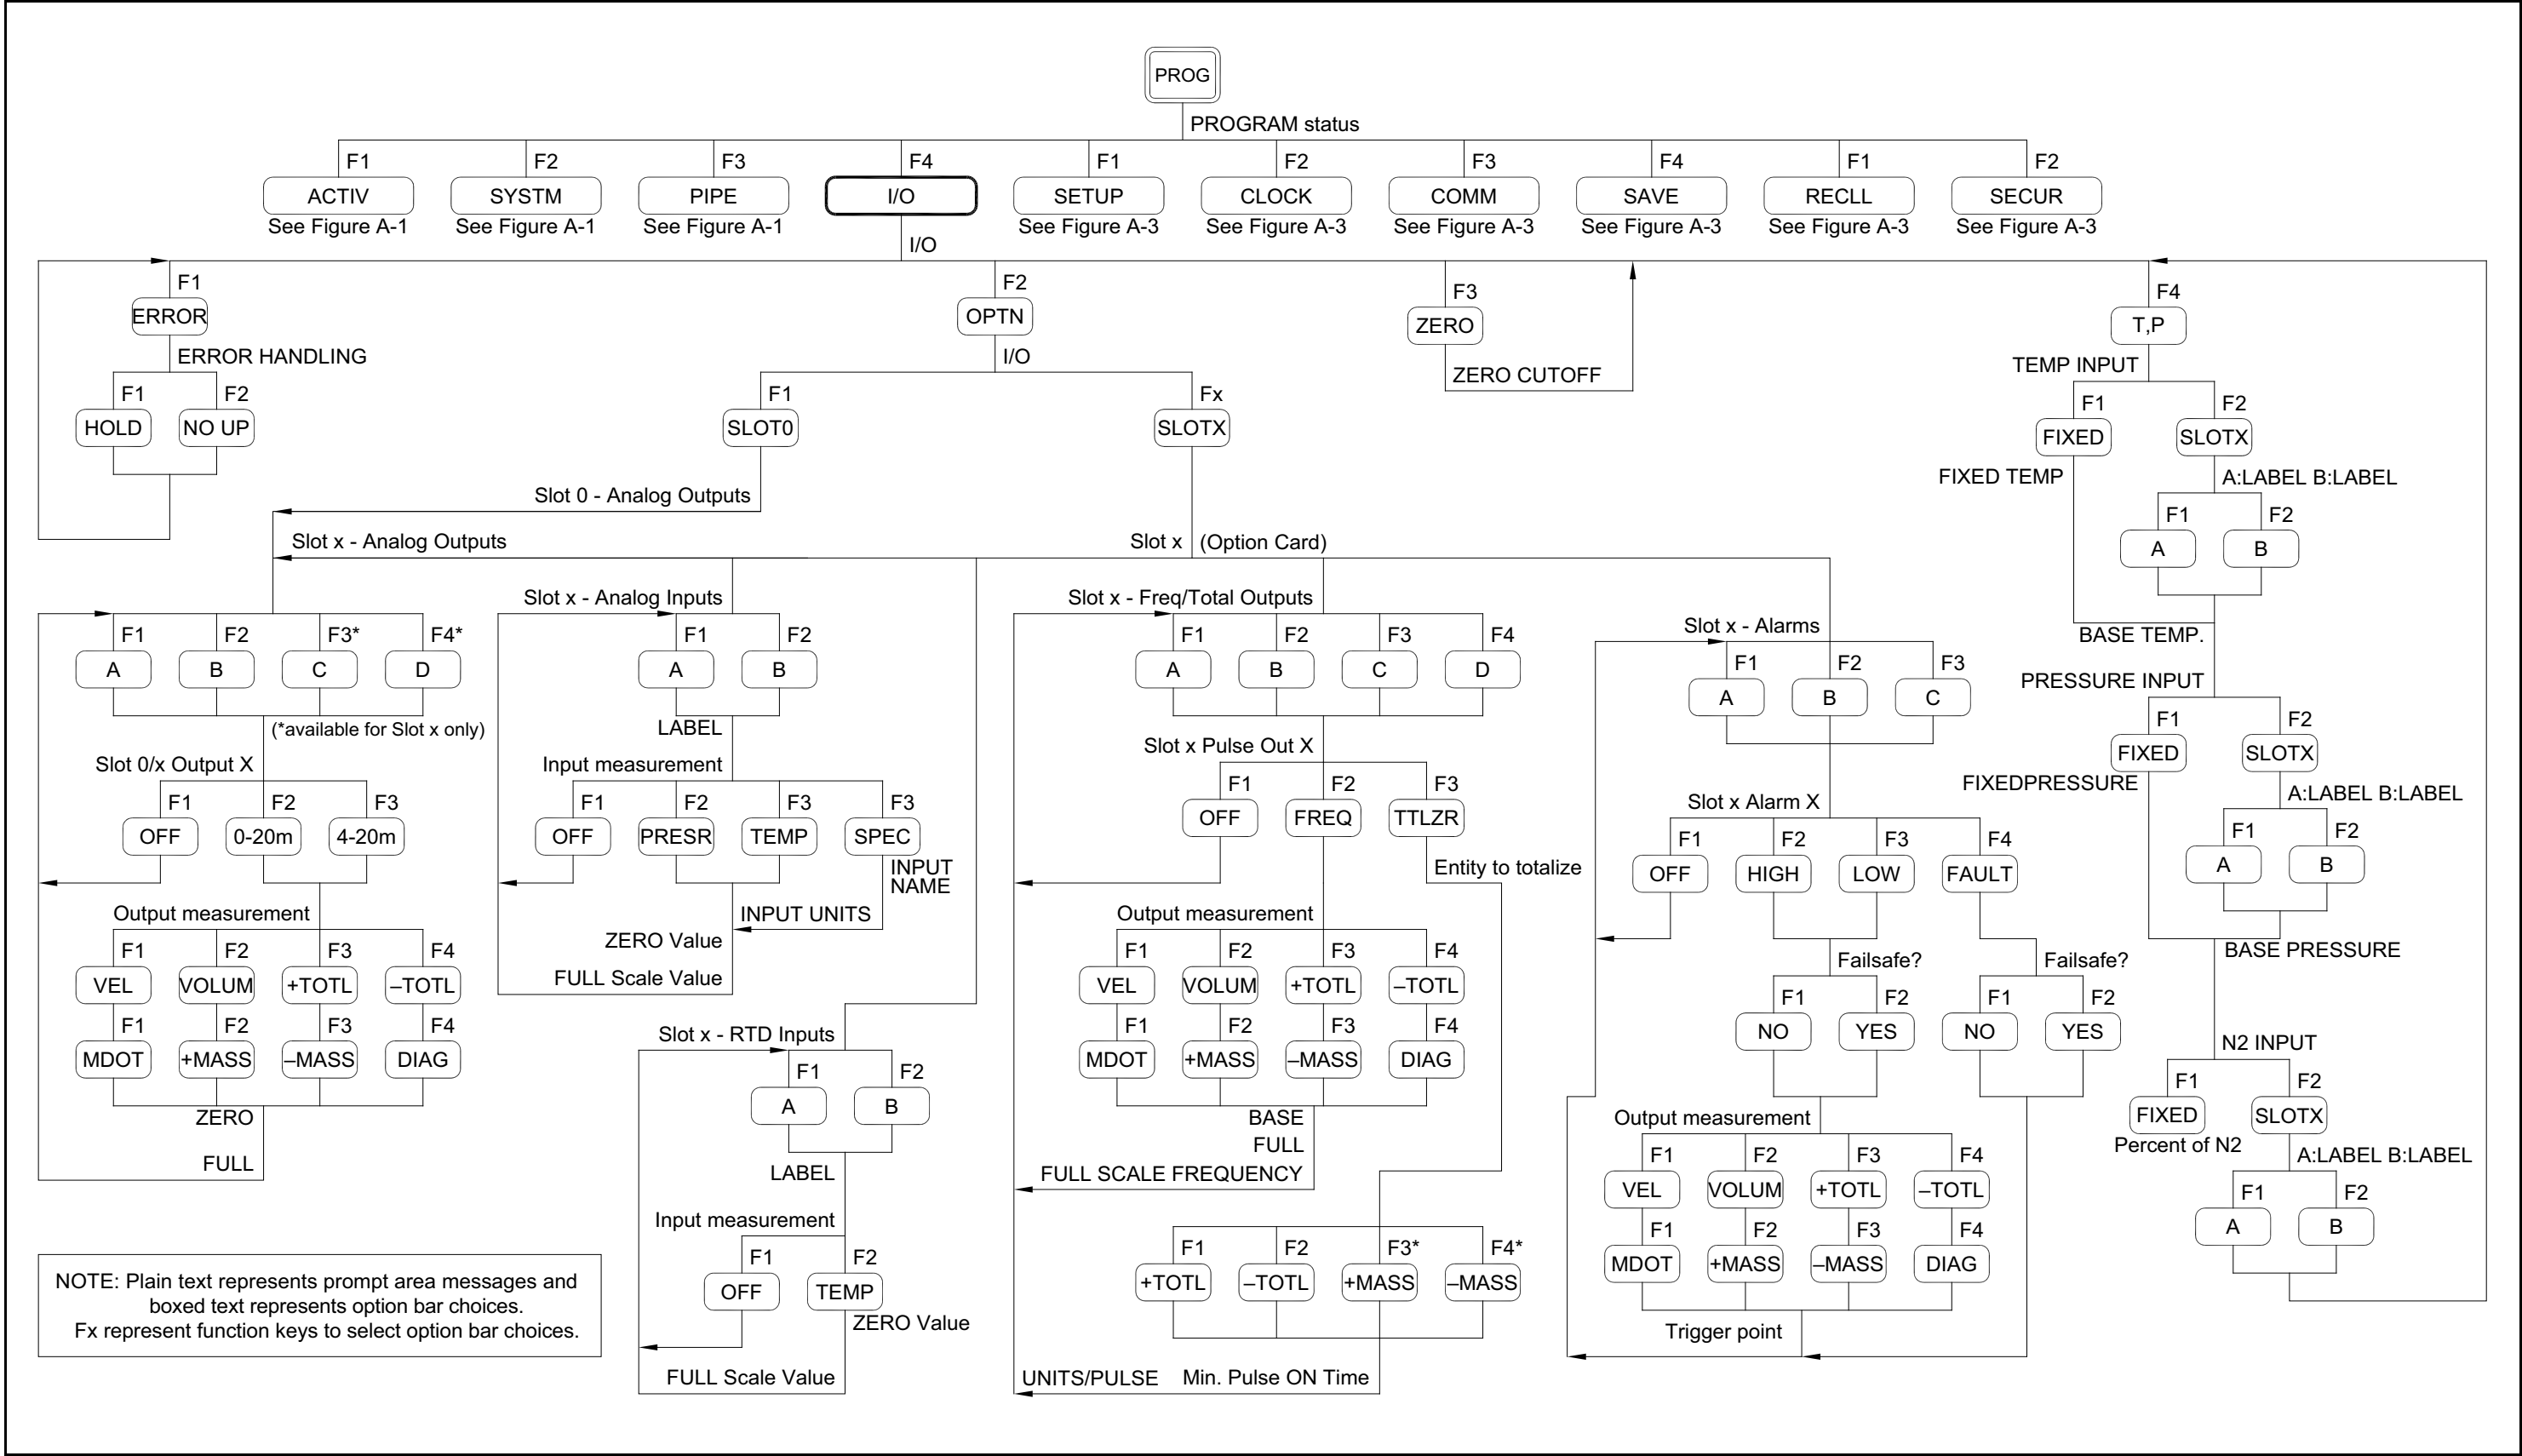 PROG
PROGRAM status
F1 F2 F3 F4 F1 F2 F3 F4 F1 F2
ACTIV SYSTM PIPE I/O SETUP CLOCK COMM SAVE RECLL SECUR
See Figure A-1 See Figure A-1 See Figure A-1 See Figure A-3 See Figure A-3 See Figure A-3 See Figure A-3 See Figure A-3 See Figure A-3
I/O
F1
ERROR
ERROR HANDLING
F1 F2
HOLD NO UP
F2
OPTN
I/O
F1 Fx
SLOT0 SLOTX
Slot 0 - Analog Outputs
Slot x - Analog Outputs
Slot x (Option Card)
F3
ZERO
ZERO CUTOFF
F4
T,P
TEMP INPUT
F1 F2
FIXED SLOTX
FIXED TEMP
A:LABEL B:LABEL
F1 F2
A B
BASE TEMP.
PRESSURE INPUT
F1 F2
FIXED SLOTX
FIXEDPRESSURE
A:LABEL B:LABEL
F1 F2
A B
BASE PRESSURE
N2 INPUT
F1 F2
FIXED SLOTX
Percent of N2
A:LABEL B:LABEL
F1 F2
A B
F1 F2 F3* F4*
A B C D
(*available for Slot x only)
Slot 0/x Output X
F1 F2 F3
OFF 0-20m 4-20m
Output measurement
F1 F2 F3 F4
VEL VOLUM +TOTL –TOTL
F1 F2 F3 F4
MDOT +MASS –MASS DIAG
ZERO
FULL
Slot x - Analog Inputs
F1 F2
A B
LABEL
Input measurement
F1 F2 F3 F3
OFF PRESR TEMP SPEC
INPUT
NAME
INPUT UNITS
ZERO Value
FULL Scale Value
Slot x - RTD Inputs
F1 F2
A B
LABEL
Input measurement
F1 F2
OFF TEMP
ZERO Value
FULL Scale Value
Slot x - Freq/Total Outputs
F1 F2 F3 F4
A B C D
Slot x Pulse Out X
F1 F2 F3
OFF FREQ TTLZR
Entity to totalize
Output measurement
F1 F2 F3 F4
VEL VOLUM +TOTL –TOTL
F1 F2 F3 F4
MDOT +MASS –MASS DIAG
BASE
FULL
FULL SCALE FREQUENCY
F1 F2 F3* F4*
+TOTL –TOTL +MASS –MASS
UNITS/PULSE Min. Pulse ON Time
Slot x - Alarms
F1 F2 F3
A B C
Slot x Alarm X
F1 F2 F3 F4
OFF HIGH LOW FAULT
Failsafe? Failsafe?
F1 F2 F1 F2
NO YES NO YES
Output measurement
F1 F2 F3 F4
VEL VOLUM +TOTL –TOTL
F1 F2 F3 F4
MDOT +MASS –MASS DIAG
Trigger point
NOTE: Plain text represents prompt area messages and
boxed text represents option bar choices.
Fx represent function keys to select option bar choices.